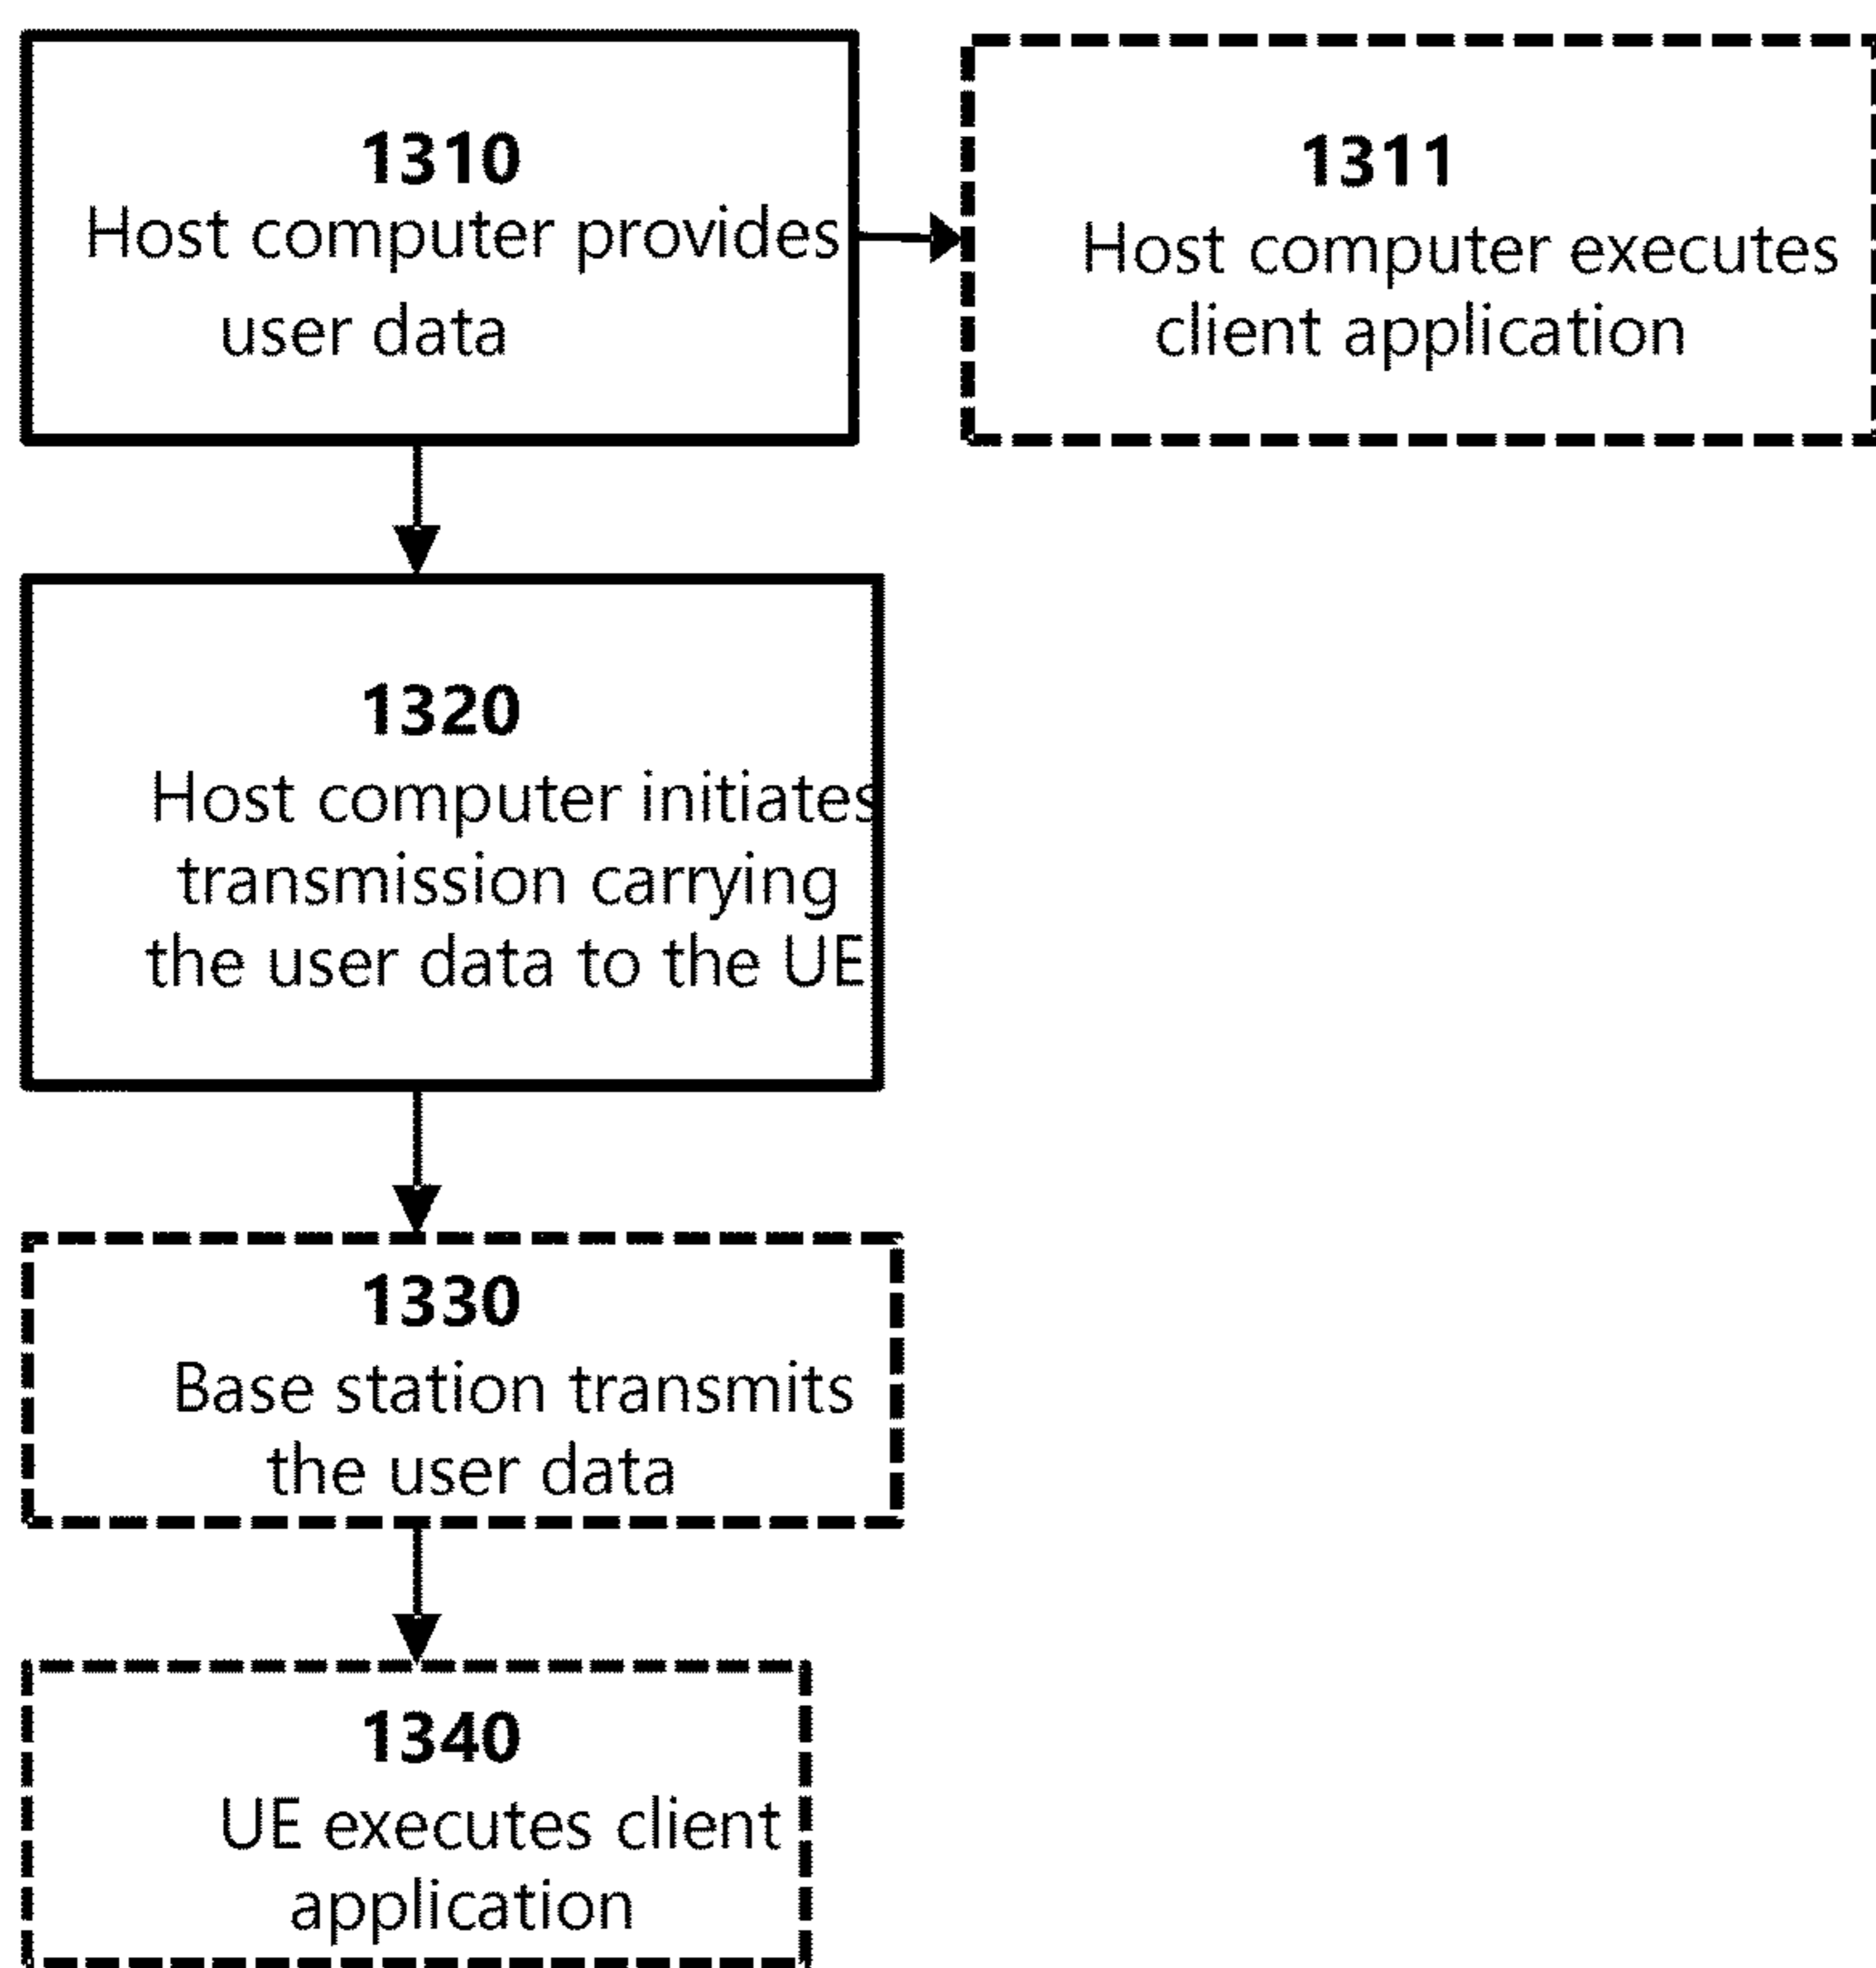 1310
Host computer provides
user data
1311
Host computer executes
client application
1320
Host computer initiates
transmission carrying
the user data to the UE
1330
Base station transmits
the user data
1340
UE executes client
application